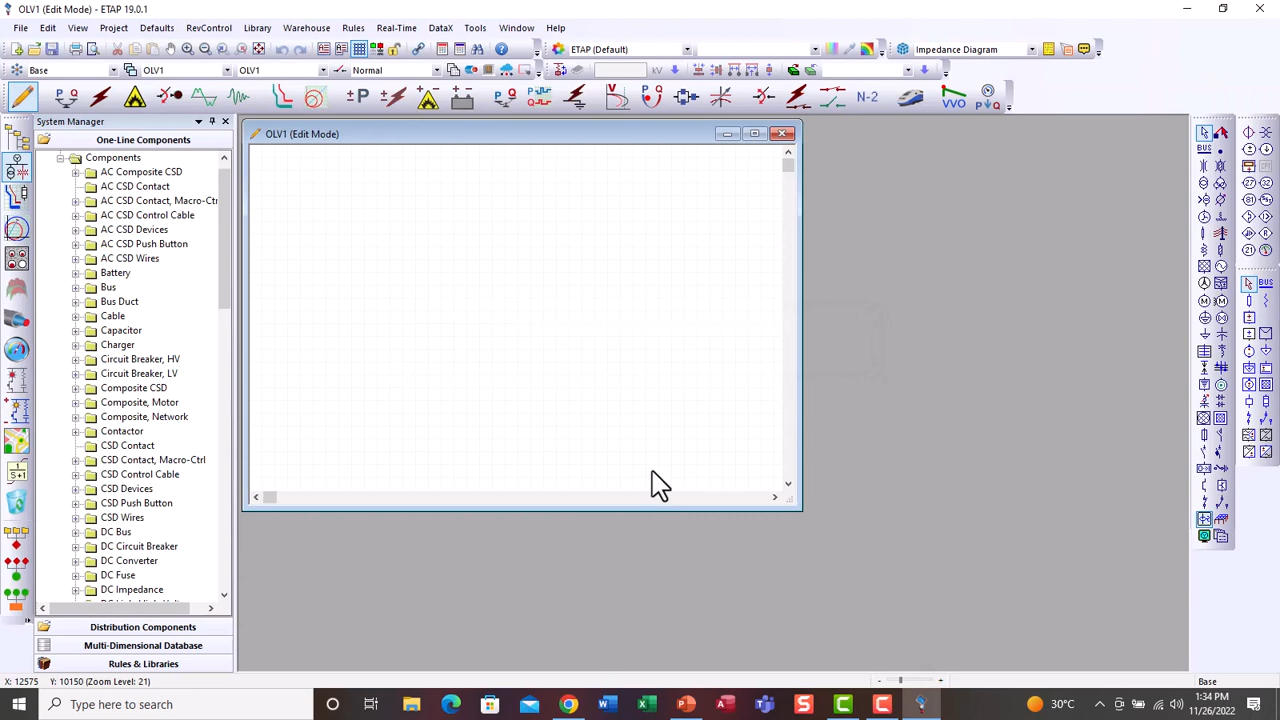 OLV1 (Edit Mode) - ETAP 19.0.1
File Edit View Project Defaults RevControl Library Warehouse Rules Real-Time DataX Tools Window Help
ETAP (Default) Impedance Diagram
Base OLV1 OLV1 Normal kV
N-2 VVO
System Manager
OLV1 (Edit Mode)
One-Line Components
Components
AC Composite CSD
AC CSD Contact
AC CSD Contact, Macro-Ctr
AC CSD Control Cable
AC CSD Devices
AC CSD Push Button
AC CSD Wires
Battery
Bus
Bus Duct
Cable
Capacitor
Charger
Circuit Breaker, HV
Circuit Breaker, LV
Composite CSD
Composite, Motor
Composite, Network
Contactor
CSD Contact
CSD Contact, Macro-Ctrl
CSD Control Cable
CSD Devices
CSD Push Button
CSD Wires
DC Bus
DC Circuit Breaker
DC Converter
DC Fuse
DC Impedance
Distribution Components
Multi-Dimensional Database
Rules & Libraries
X: 12575 Y: 10150 (Zoom Level: 21) Base
Type here to search
30°C
1:34 PM
11/26/2022